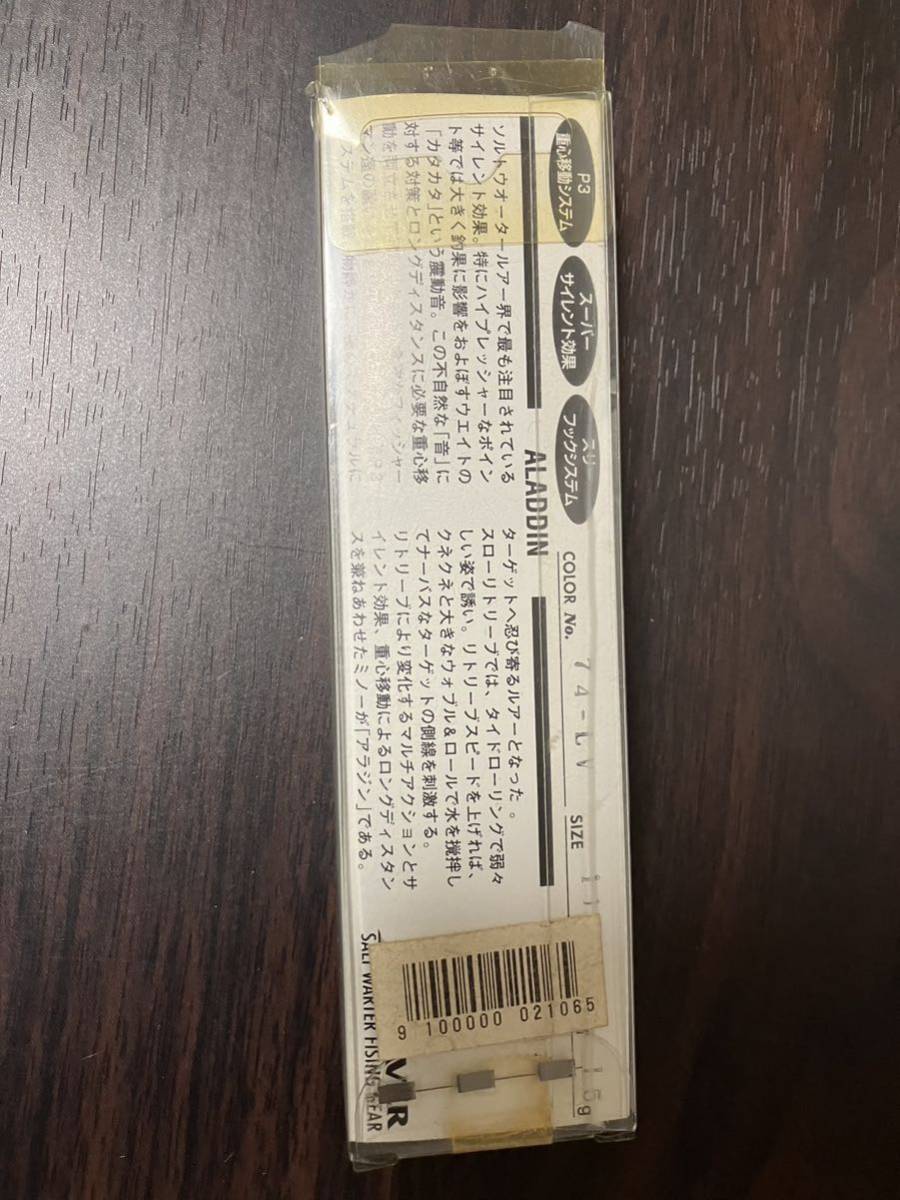 P3
重心移動システム
スーパー
サイレント効果
スリー
フックシステム
COLOR No.
74-LV
SIZE
15g
ALADDIN
ソルトウオータールアー界で最も注目されている
サイレント効果。特にハイプレッシャーなポイン
ト等では大きく釣果に影響をおよぼすウエイトの
「カタカタ」という震動音。この不自然な「音」に
対する対策とロングディスタンスに必要な重心移
ターゲットへ忍び寄るルアーとなった。
スローリトリーブでは、タイドローリングで弱々
しい姿で誘い。リトリーブスピードを上げれば、
クネクネと大きなウォブル＆ロールで水を撹拌し
てナーバスなターゲットの側線を刺激する。
リトリーブにより変化するマルチアクションとサ
イレント効果、重心移動によるロングディスタン
スを兼ねあわせたミノーが「アラジン」である。
9 100000 021065
SALT WARTER FISING GEAR